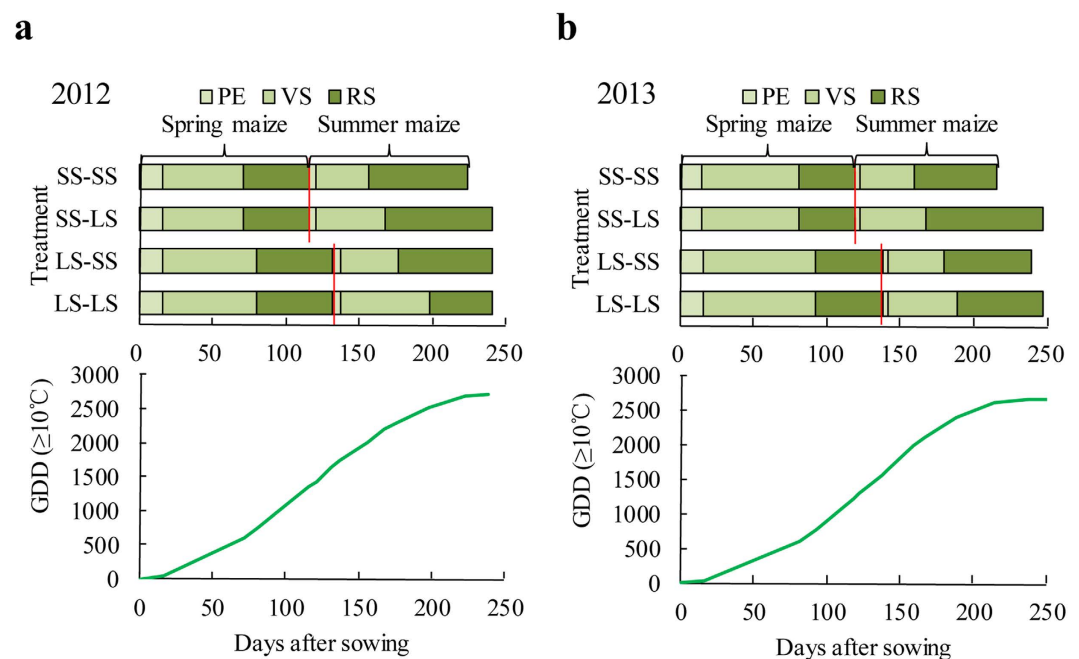 a
2012
PE VS RS
Spring maize Summer maize
SS-SS
SS-LS
LS-SS
LS-LS
Treatment
0 50 100 150 200 250
3000
2500
2000
1500
1000
500
0
GDD (≥10℃)
0 50 100 150 200 250
Days after sowing
b
2013
PE VS RS
Spring maize Summer maize
SS-SS
SS-LS
LS-SS
LS-LS
Treatment
0 50 100 150 200 250
3000
2500
2000
1500
1000
500
0
GDD (≥10℃)
0 50 100 150 200 250
Days after sowing